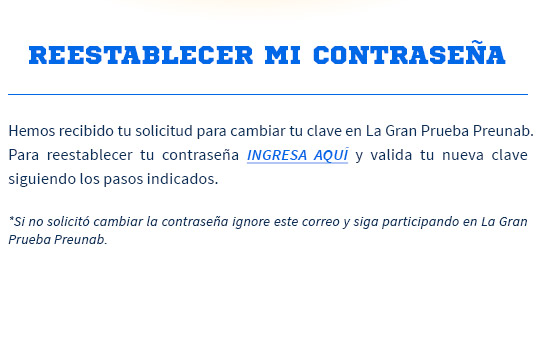 REESTABLECER MI CONTRASEÑA
Hemos recibido tu solicitud para cambiar tu clave en La Gran Prueba Preunab.
Para reestablecer tu contraseña INGRESA AQUÍ y valida tu nueva clave
siguiendo los pasos indicados.
*Si no solicitó cambiar la contraseña ignore este correo y siga participando en La Gran
Prueba Preunab.